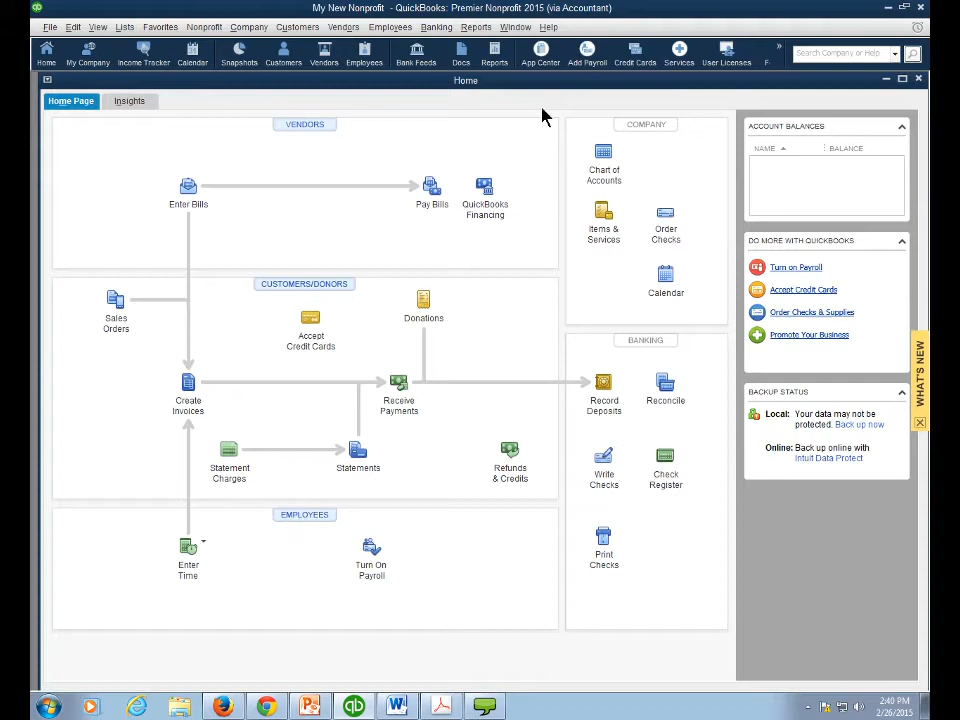 My New Nonprofit - QuickBooks: Premier Nonprofit 2015 (via Accountant)
File Edit View Lists Favorites Nonprofit Company Customers Vendors Employees Banking Reports Window Help
Home My Company Income Tracker Calendar Snapshots Customers Vendors Employees Bank Feeds Docs Reports App Center Add Payroll Credit Cards Services User Licenses F
Search Company or Help
Home
Home Page Insights
VENDORS
Enter Bills
Pay Bills
QuickBooks
Financing
CUSTOMERS/DONORS
Sales
Orders
Accept
Credit Cards
Donations
Create
Invoices
Receive
Payments
Statement
Charges
Statements
Refunds
& Credits
EMPLOYEES
Enter
Time
Turn On
Payroll
COMPANY
Chart of
Accounts
Items &
Services
Order
Checks
Calendar
BANKING
Record
Deposits
Reconcile
Write
Checks
Check
Register
Print
Checks
ACCOUNT BALANCES
NAME BALANCE
DO MORE WITH QUICKBOOKS
Turn on Payroll
Accept Credit Cards
Order Checks & Supplies
Promote Your Business
BACKUP STATUS
Local: Your data may not be
protected. Back up now
Online: Back up online with
Intuit Data Protect
WHAT'S NEW
2:40 PM
2/26/2015